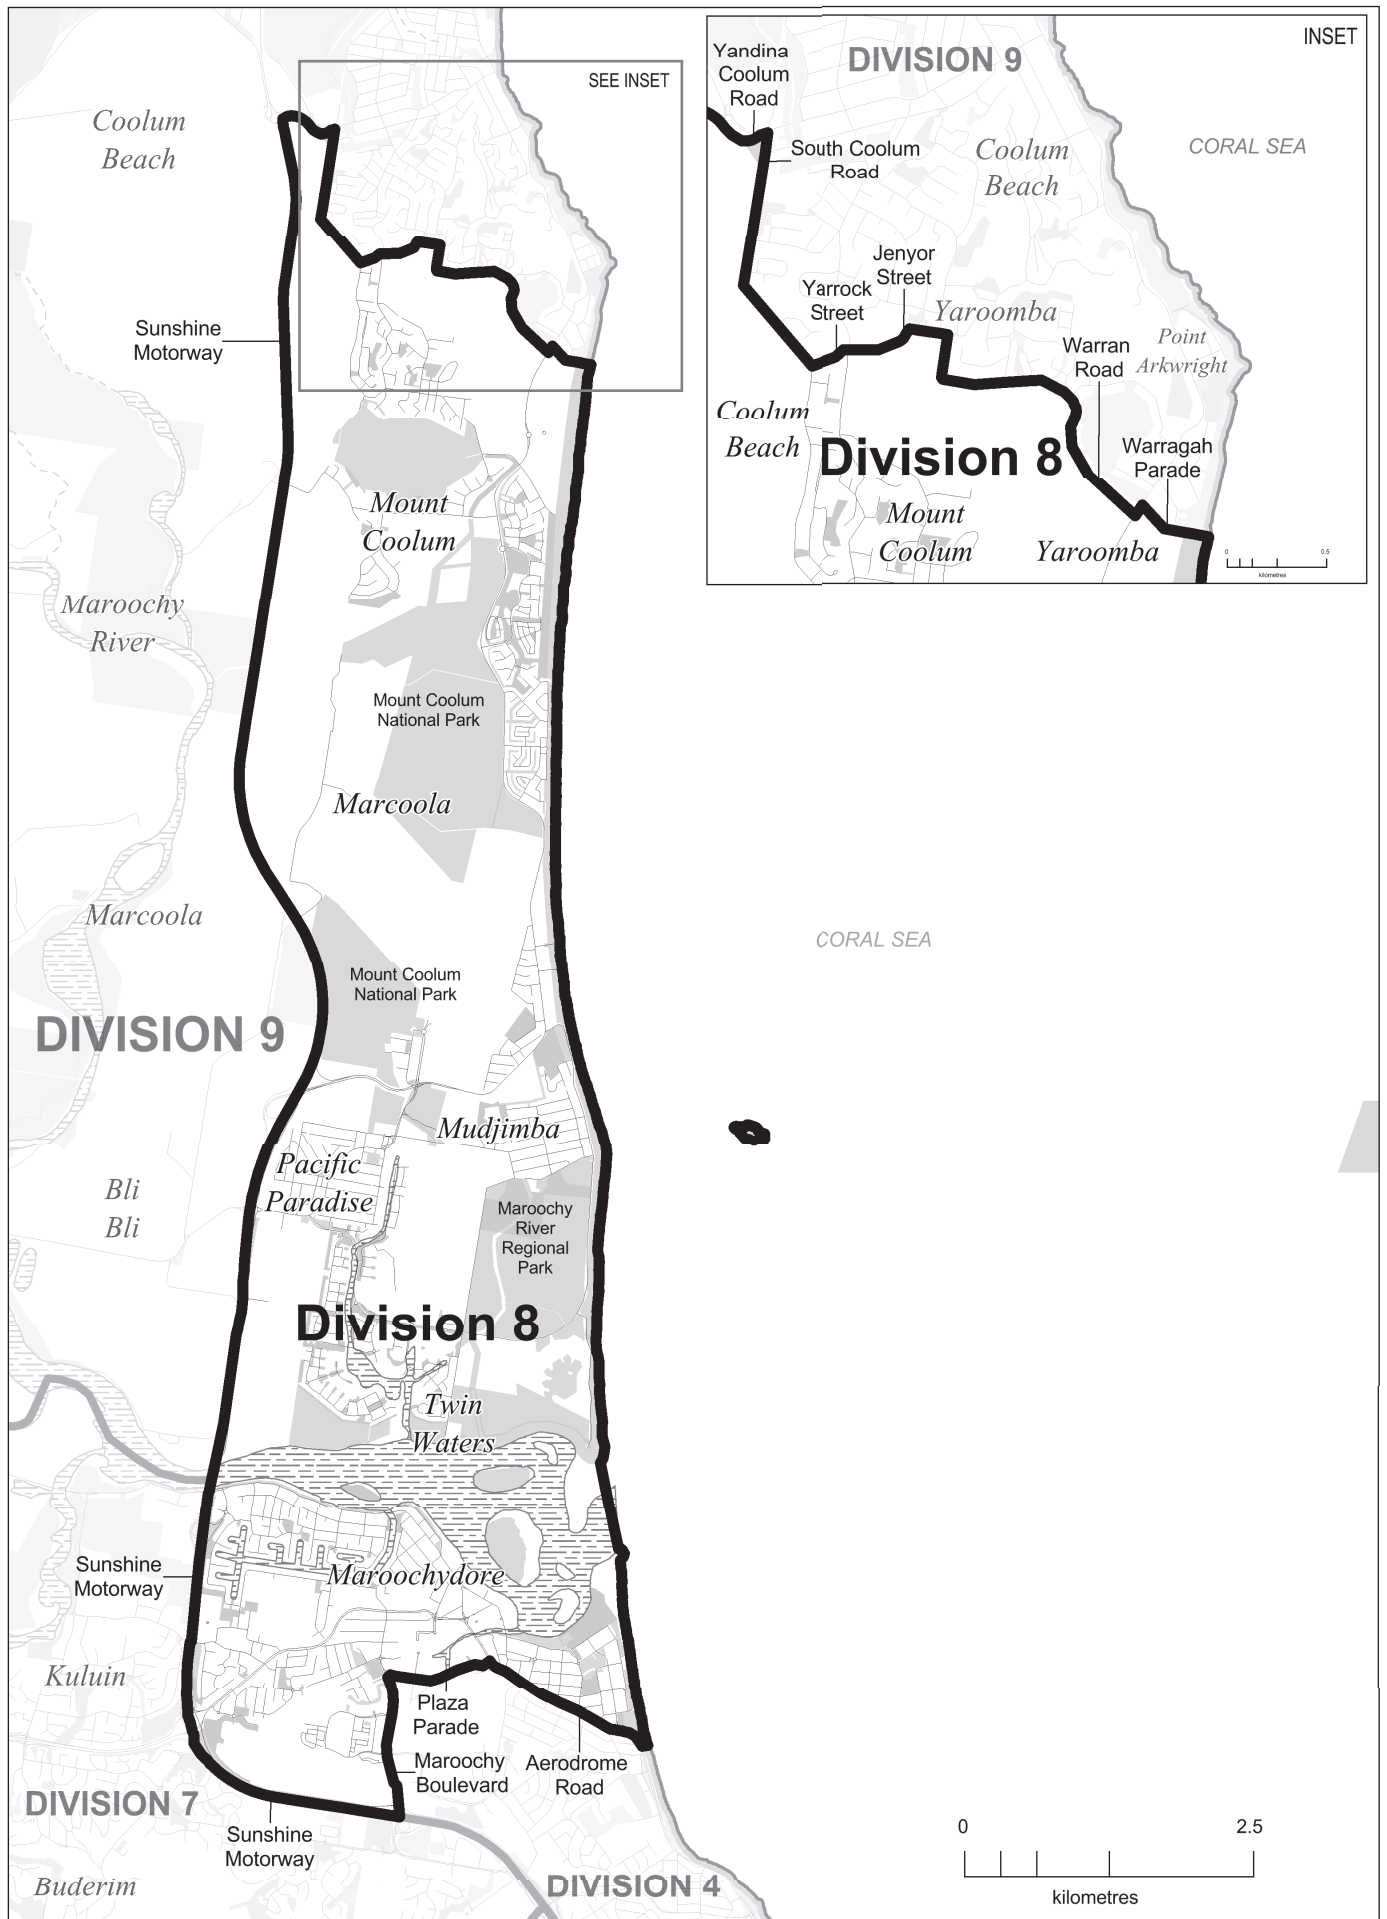 INSET
Yandina
Coolum
Road
DIVISION 9
South Coolum
Road
Coolum
Beach
CORAL SEA
Jenyor
Street
Yarrock
Street
Yaroomba
Warran
Road
Point
Arkwright
Coolum
Beach
Division 8
Warragah
Parade
Mount
Coolum
Yaroomba
0 0.5
kilometres
SEE INSET
Coolum
Beach
Sunshine
Motorway
Mount
Coolum
Maroochy
River
Mount Coolum
National Park
Marcoola
Marcoola
CORAL SEA
Mount Coolum
National Park
DIVISION 9
Mudjimba
Pacific
Paradise
Bli
Bli
Maroochy
River
Regional
Park
Division 8
Twin
Waters
Sunshine
Motorway
Maroochydore
Kuluin
Plaza
Parade
Maroochy
Boulevard
Aerodrome
Road
DIVISION 7
Sunshine
Motorway
Buderim
DIVISION 4
0 2.5
kilometres